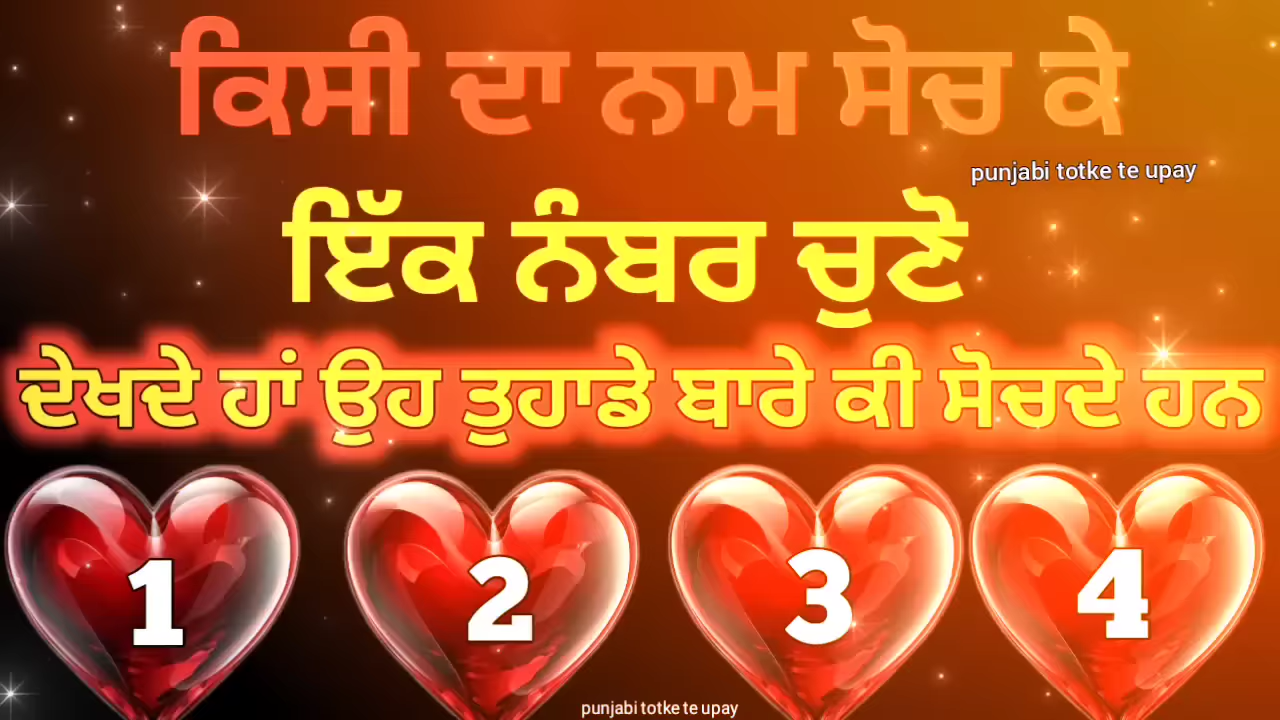 ਕਿਸੀ ਦਾ ਨਾਮ ਸੋਚ ਕੇ
punjabi totke te upay
ਇੱਕ ਨੰਬਰ ਚੁਣੋ
ਦੇਖਦੇ ਹਾਂ ਉਹ ਤੁਹਾਡੇ ਬਾਰੇ ਕੀ ਸੋਚਦੇ ਹਨ
1 2 3 4
punjabi totke te upay